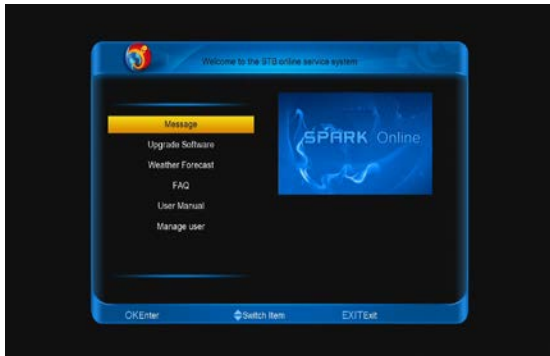 Welcome to the STB online service system
Message
SPARK Online
Upgrade Software
Weather Forecast
FAQ
User Manual
Manage user
OKEnter Switch Item EXITExit